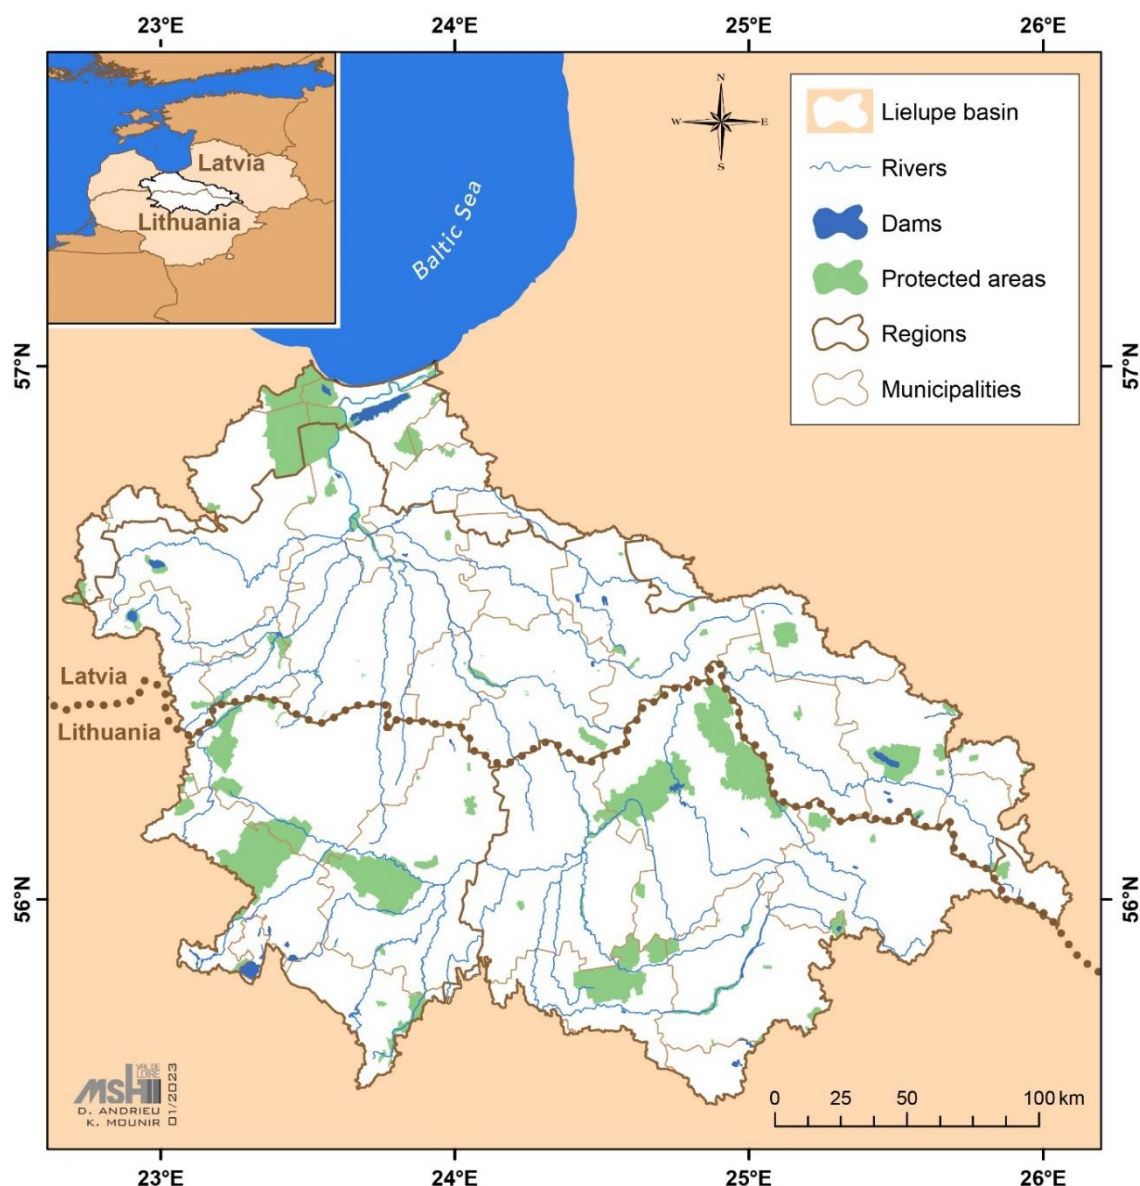 23°E 24°E 25°E 26°E
Latvia
Lithuania
Baltic Sea
N
W E
S
Lielupe basin
Rivers
Dams
Protected areas
Regions
Municipalities
57°N 57°N
Latvia
Lithuania
56°N 56°N
MSH VAL DE LOIRE
D. ANDRIEU
K. MOUNIR
01/2023
0 25 50 100 km
23°E 24°E 25°E 26°E